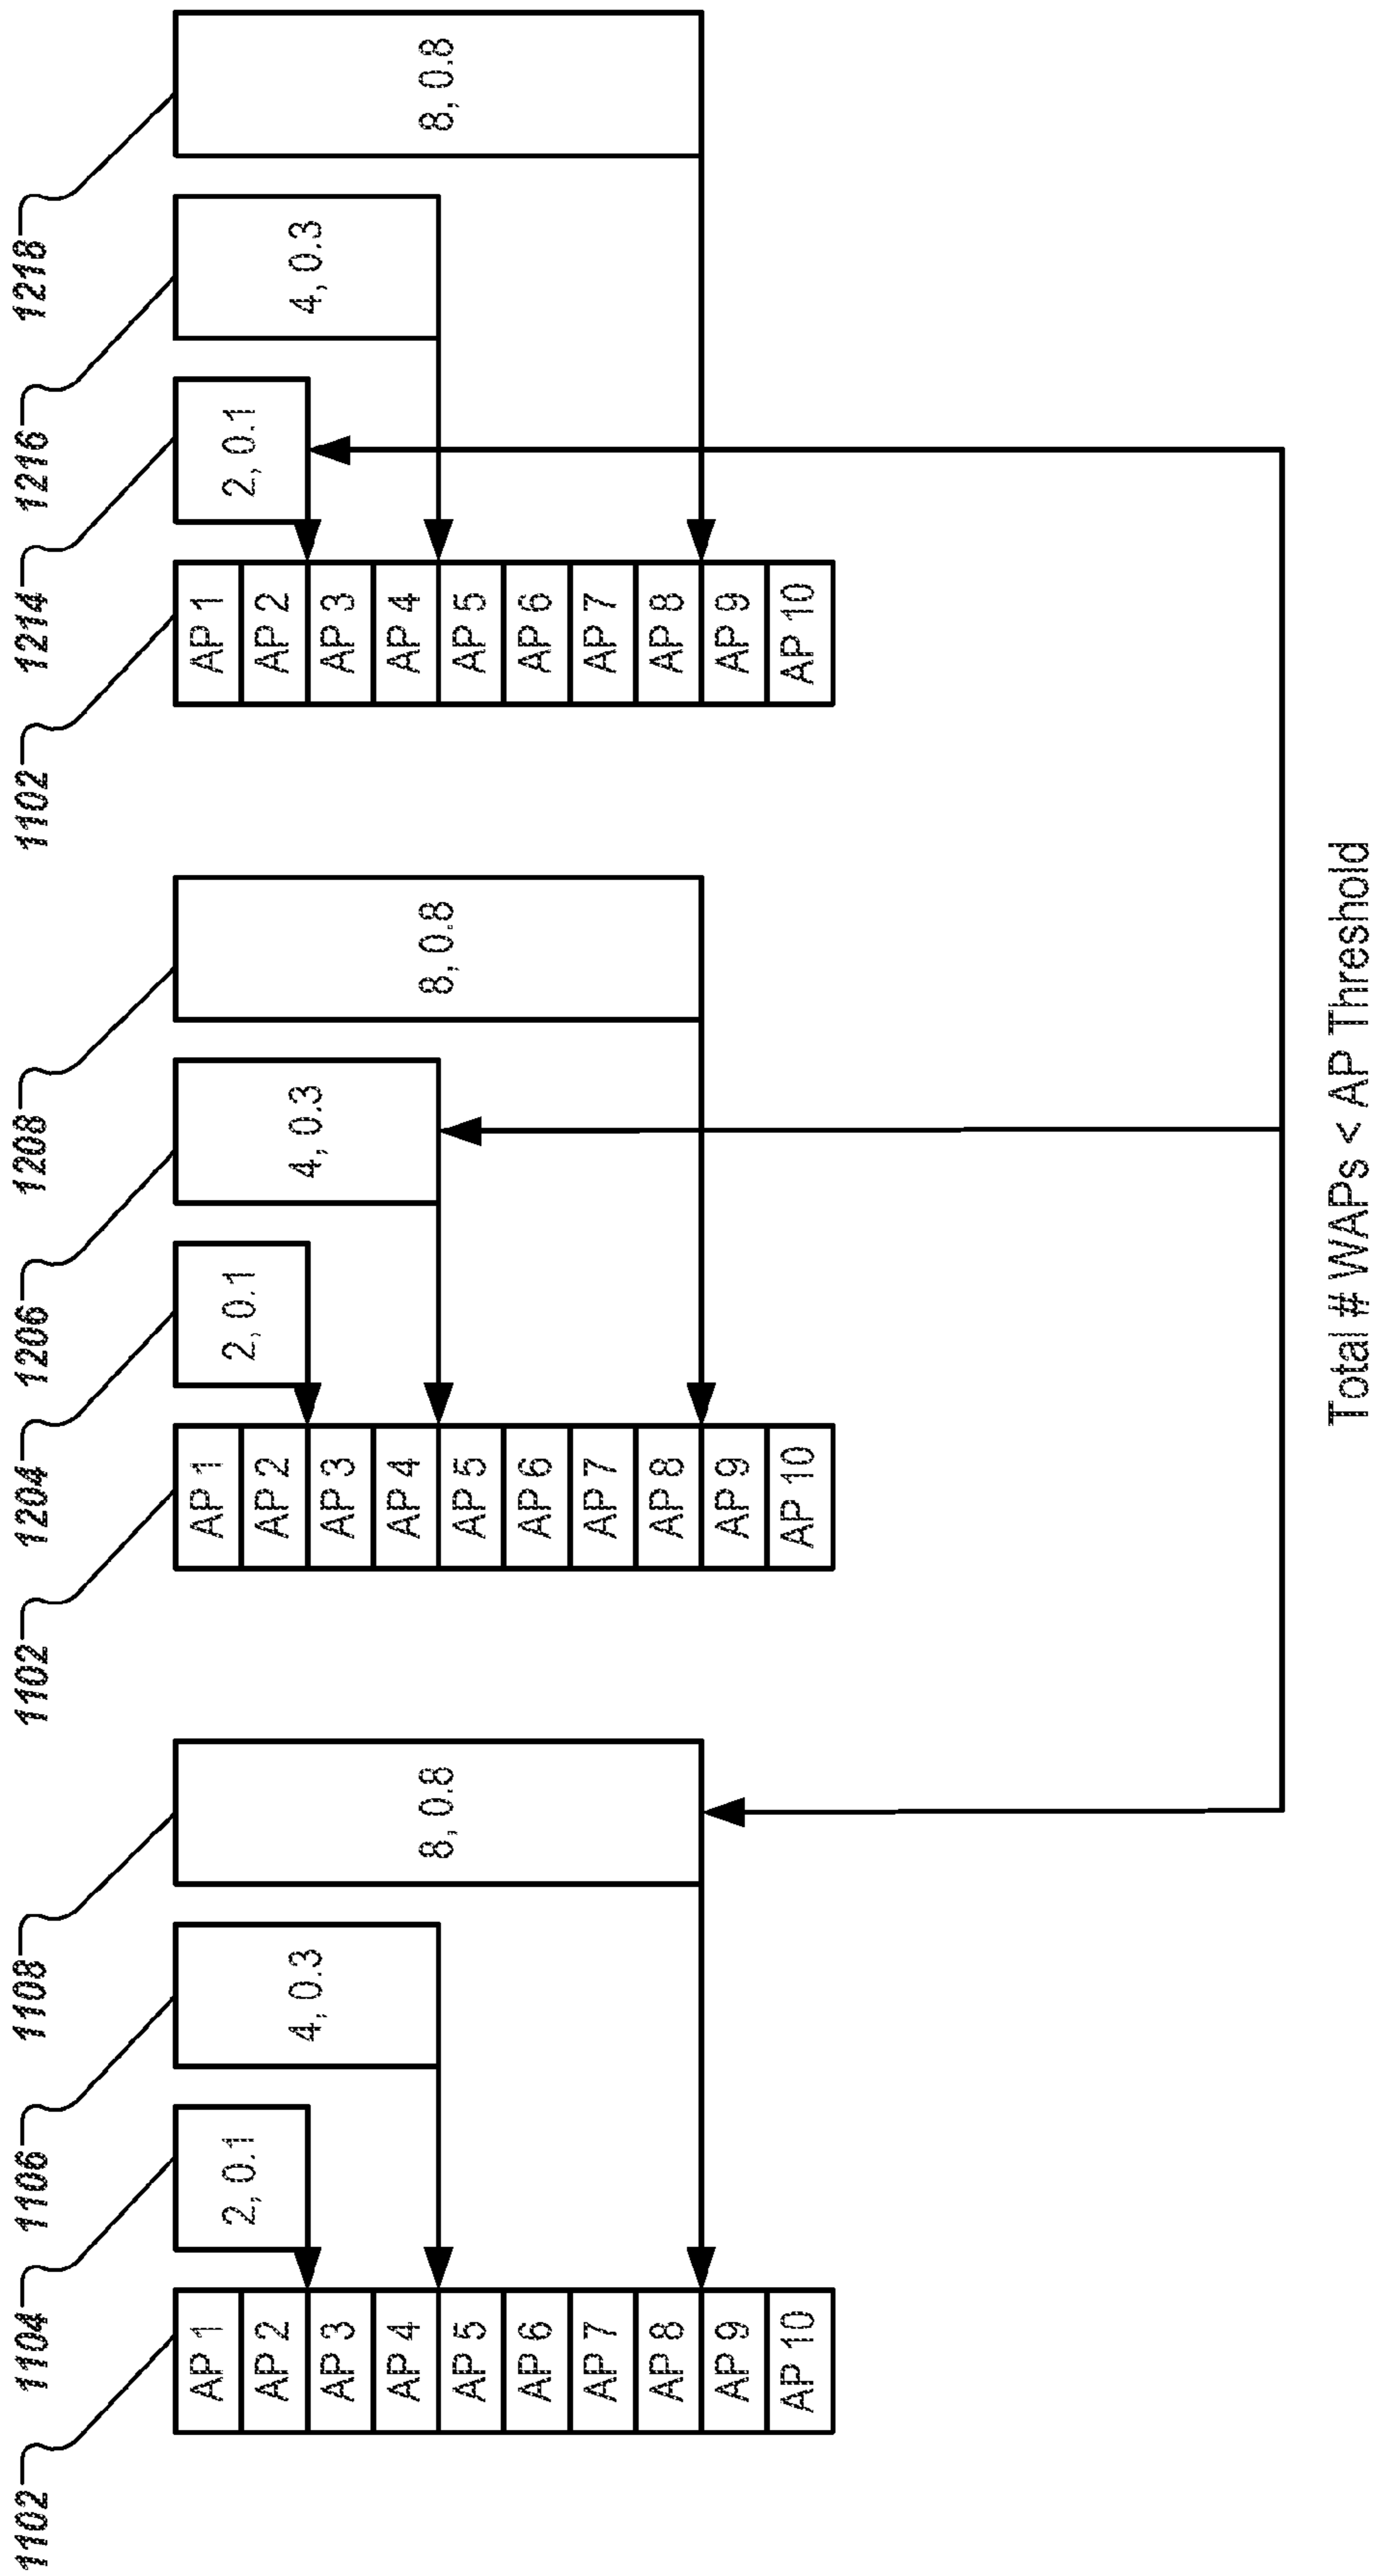 1102
1104
1106
1108
AP 1
AP 2
AP 3
AP 4
AP 5
AP 6
AP 7
AP 8
AP 9
AP 10
2, 0.1
4, 0.3
8, 0.8
1102
1204
1206
1208
AP 1
AP 2
AP 3
AP 4
AP 5
AP 6
AP 7
AP 8
AP 9
AP 10
2, 0.1
4, 0.3
8, 0.8
1102
1214
1216
1218
AP 1
AP 2
AP 3
AP 4
AP 5
AP 6
AP 7
AP 8
AP 9
AP 10
2, 0.1
4, 0.3
8, 0.8
Total # WAPs < AP Threshold